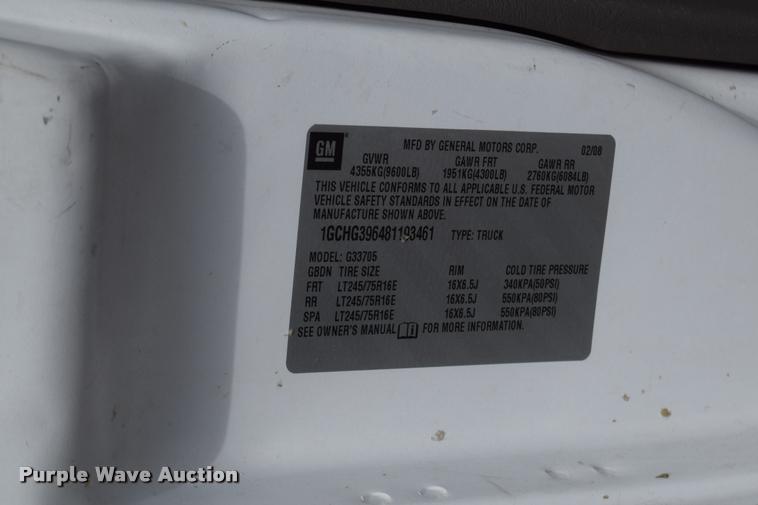 GM
MFD BY GENERAL MOTORS CORP. 02/08
GVWR GAWR FRT GAWR RR
4355KG(9600LB) 1951KG(4300LB) 2760KG(6084LB)
THIS VEHICLE CONFORMS TO ALL APPLICABLE U.S. FEDERAL MOTOR
VEHICLE SAFETY STANDARDS IN EFFECT ON THE DATE OF
MANUFACTURE SHOWN ABOVE.
1GCHG396481193461 TYPE: TRUCK
MODEL: G33705
GBDN TIRE SIZE RIM COLD TIRE PRESSURE
FRT LT245/75R16E 16X6.5J 340KPA(50PSI)
RR LT245/75R16E 16X6.5J 550KPA(80PSI)
SPA LT245/75R16E 16X6.5J 550KPA(80PSI)
SEE OWNER'S MANUAL FOR MORE INFORMATION.
Purple Wave Auction